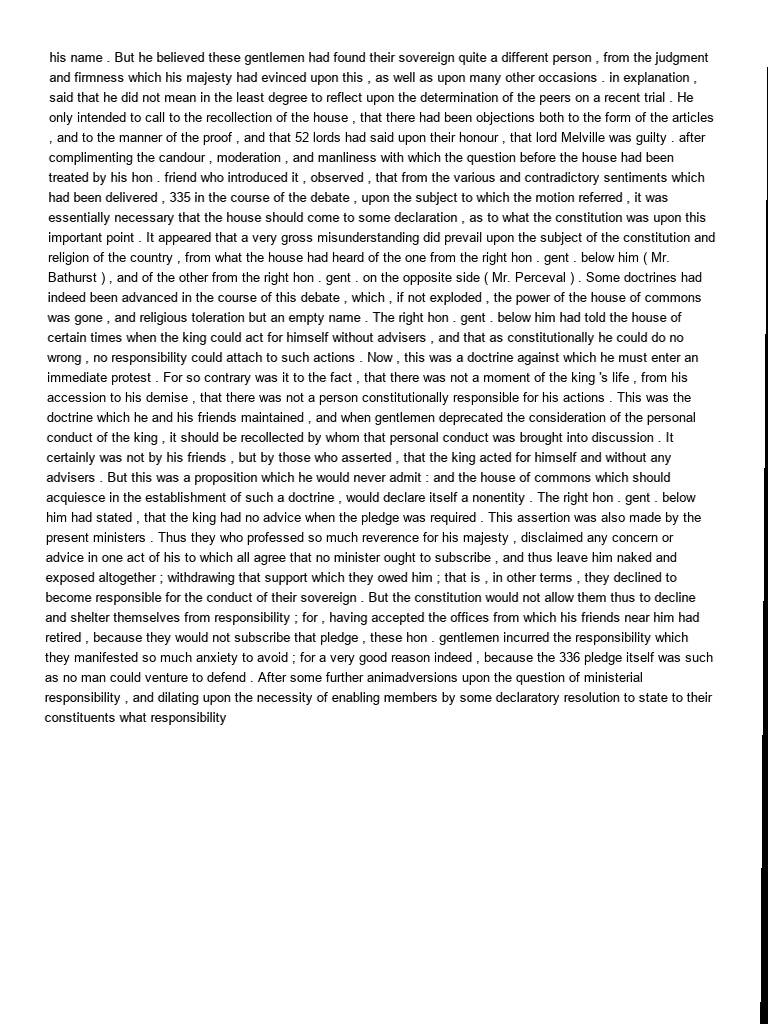 his name . But he believed these gentlemen had found their sovereign quite a different person , from the judgment
and firmness which his majesty had evinced upon this , as well as upon many other occasions . in explanation ,
said that he did not mean in the least degree to reflect upon the determination of the peers on a recent trial . He
only intended to call to the recollection of the house , that there had been objections both to the form of the articles
, and to the manner of the proof , and that 52 lords had said upon their honour , that lord Melville was guilty . after
complimenting the candour , moderation , and manliness with which the question before the house had been
treated by his hon . friend who introduced it , observed , that from the various and contradictory sentiments which
had been delivered , 335 in the course of the debate , upon the subject to which the motion referred , it was
essentially necessary that the house should come to some declaration , as to what the constitution was upon this
important point . It appeared that a very gross misunderstanding did prevail upon the subject of the constitution and
religion of the country , from what the house had heard of the one from the right hon . gent . below him ( Mr.
Bathurst ) , and of the other from the right hon . gent . on the opposite side ( Mr. Perceval ) . Some doctrines had
indeed been advanced in the course of this debate , which , if not exploded , the power of the house of commons
was gone , and religious toleration but an empty name . The right hon . gent . below him had told the house of
certain times when the king could act for himself without advisers , and that as constitutionally he could do no
wrong , no responsibility could attach to such actions . Now , this was a doctrine against which he must enter an
immediate protest . For so contrary was it to the fact , that there was not a moment of the king 's life , from his
accession to his demise , that there was not a person constitutionally responsible for his actions . This was the
doctrine which he and his friends maintained , and when gentlemen deprecated the consideration of the personal
conduct of the king , it should be recollected by whom that personal conduct was brought into discussion . It
certainly was not by his friends , but by those who asserted , that the king acted for himself and without any
advisers . But this was a proposition which he would never admit : and the house of commons which should
acquiesce in the establishment of such a doctrine , would declare itself a nonentity . The right hon . gent . below
him had stated , that the king had no advice when the pledge was required . This assertion was also made by the
present ministers . Thus they who professed so much reverence for his majesty , disclaimed any concern or
advice in one act of his to which all agree that no minister ought to subscribe , and thus leave him naked and
exposed altogether ; withdrawing that support which they owed him ; that is , in other terms , they declined to
become responsible for the conduct of their sovereign . But the constitution would not allow them thus to decline
and shelter themselves from responsibility ; for , having accepted the offices from which his friends near him had
retired , because they would not subscribe that pledge , these hon . gentlemen incurred the responsibility which
they manifested so much anxiety to avoid ; for a very good reason indeed , because the 336 pledge itself was such
as no man could venture to defend . After some further animadversions upon the question of ministerial
responsibility , and dilating upon the necessity of enabling members by some declaratory resolution to state to their
constituents what responsibility